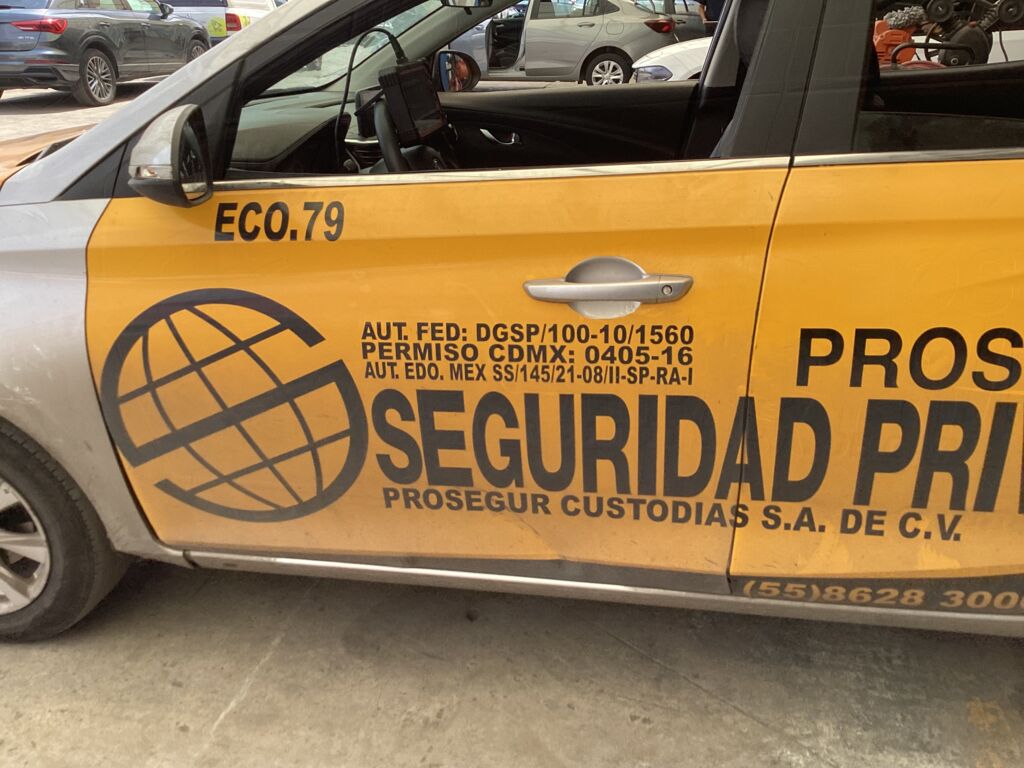 ECO.79
AUT. FED: DGSP/100-10/1560
PERMISO CDMX: 0405-16
AUT. EDO. MEX SS/145/21-08/II-SP-RA-I
PROS
SEGURIDAD PRI
PROSEGUR CUSTODIAS S.A. DE C.V.
(55)8628 300